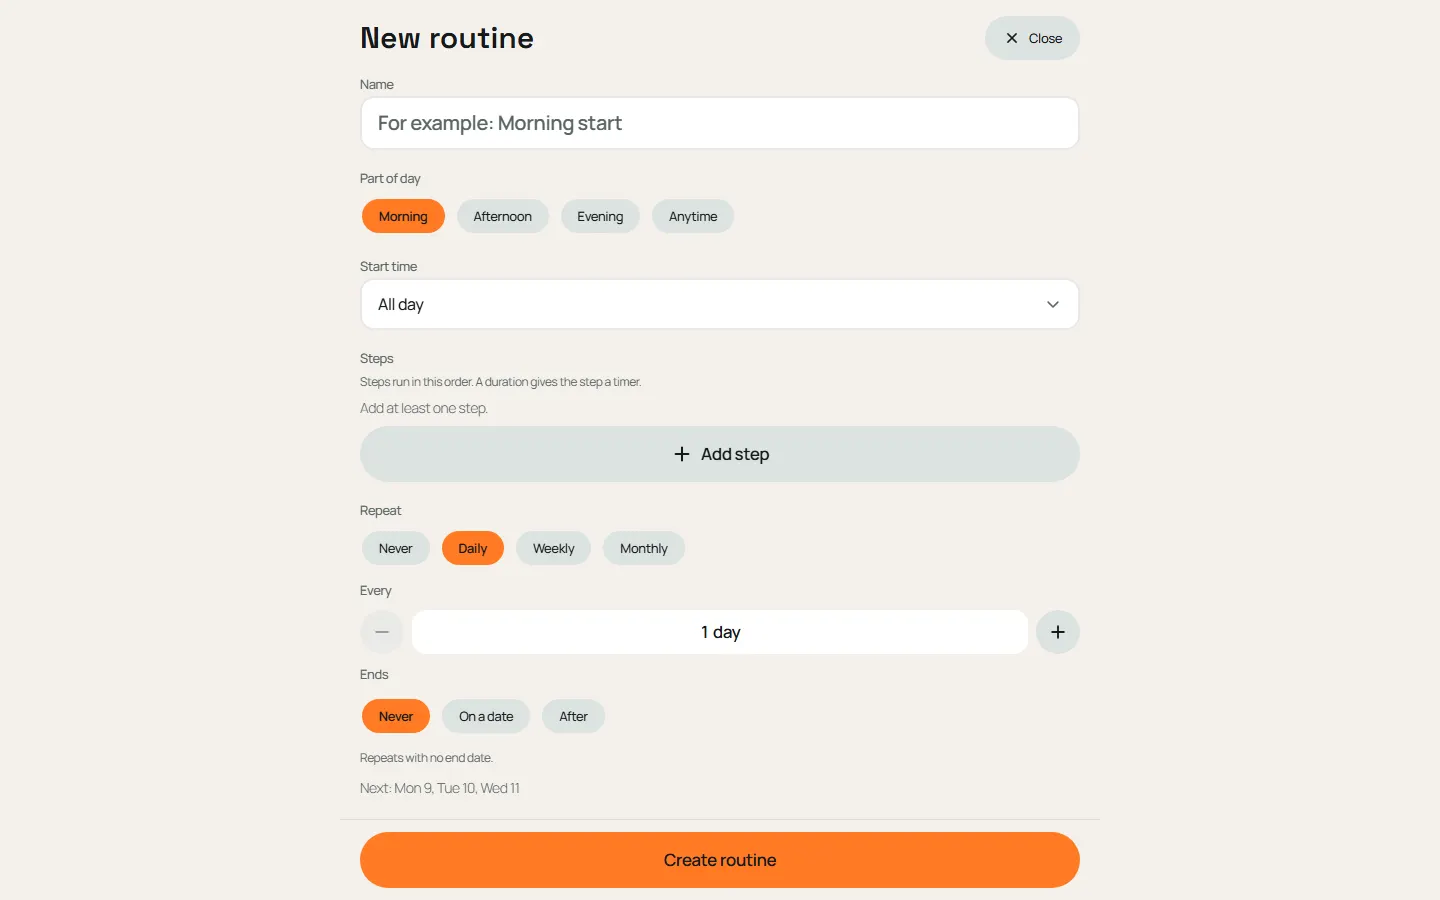 New routine
Close
Name
For example: Morning start
Part of day
Morning
Afternoon
Evening
Anytime
Start time
All day
Steps
Steps run in this order. A duration gives the step a timer.
Add at least one step.
Add step
Repeat
Never
Daily
Weekly
Monthly
Every
1 day
Ends
Never
On a date
After
Repeats with no end date.
Next: Mon 9, Tue 10, Wed 11
Create routine